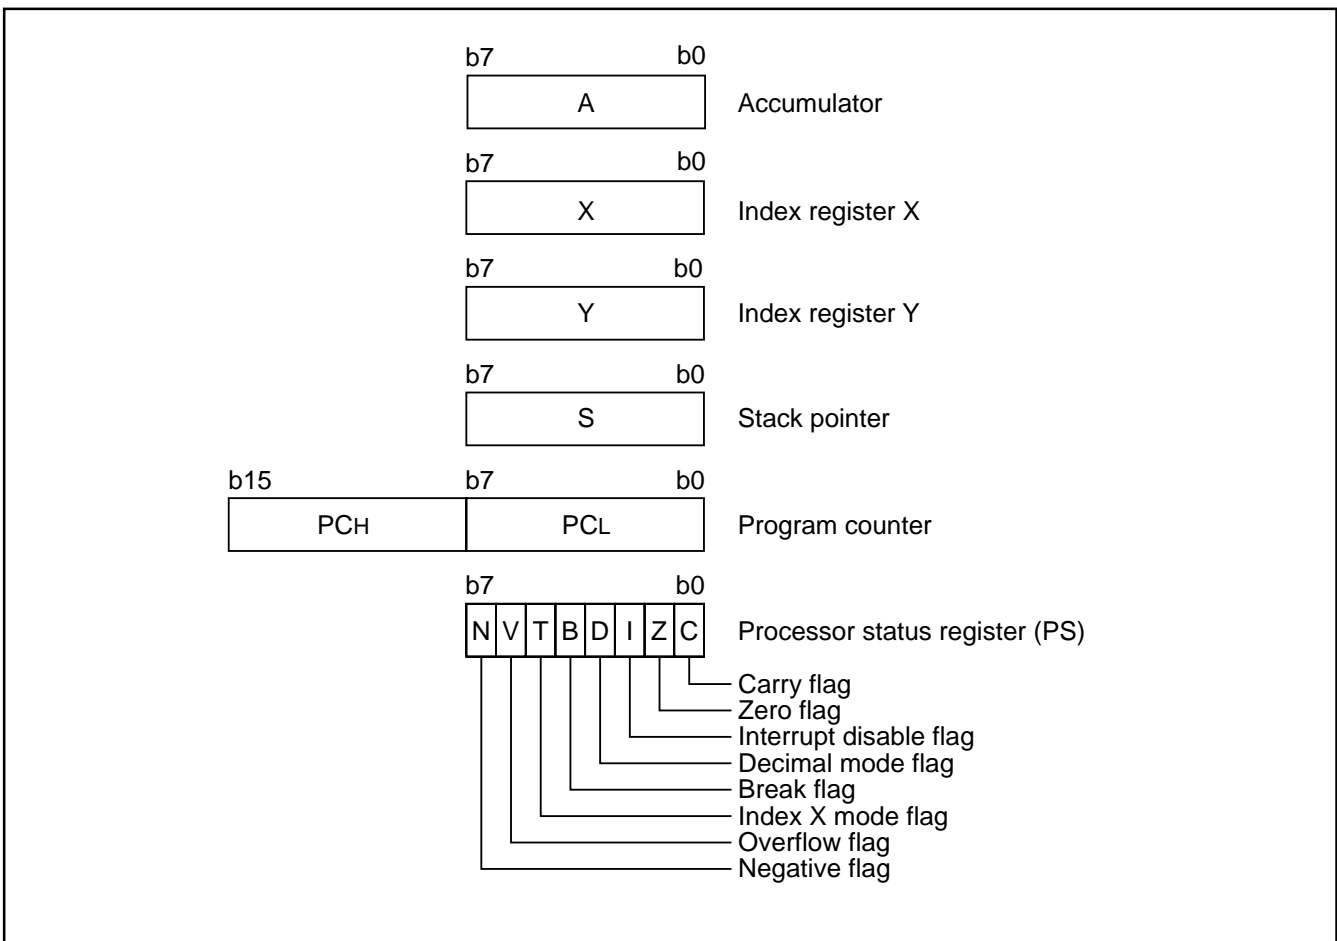 b7 b0
A Accumulator
b7 b0
X Index register X
b7 b0
Y Index register Y
b7 b0
S Stack pointer
b15 b7 b0
PCH PCL Program counter
b7 b0
N V T B D I Z C Processor status register (PS)
Carry flag
Zero flag
Interrupt disable flag
Decimal mode flag
Break flag
Index X mode flag
Overflow flag
Negative flag